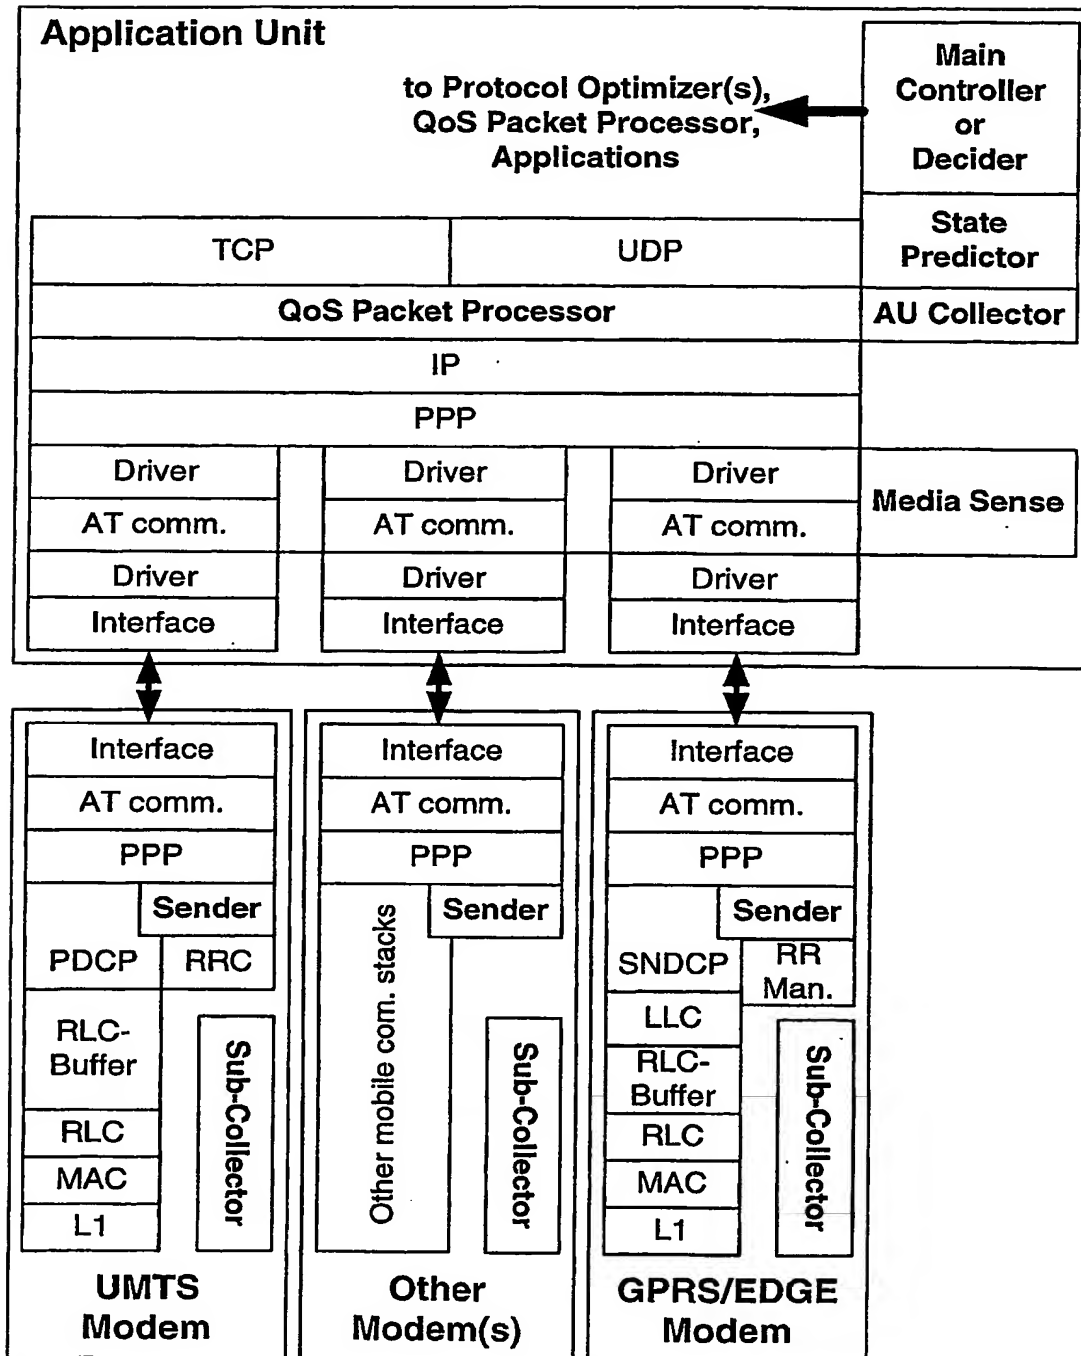 Application Unit
Main
Controller
or
Decider
to Protocol Optimizer(s),
QoS Packet Processor,
Applications
State
Predictor
TCP
UDP
QoS Packet Processor
AU Collector
IP
PPP
Driver
Driver
Driver
Media Sense
AT comm.
AT comm.
AT comm.
Driver
Driver
Driver
Interface
Interface
Interface
Interface
AT comm.
PPP
Sender
PDCP
RRC
RLC-
Buffer
RLC
MAC
L1
Sub-Collector
UMTS
Modem
Interface
AT comm.
PPP
Sender
Other mobile com. stacks
Sub-Collector
Other
Modem(s)
Interface
AT comm.
PPP
Sender
SNDCP
RR
Man.
LLC
RLC-
Buffer
RLC
MAC
L1
Sub-Collector
GPRS/EDGE
Modem